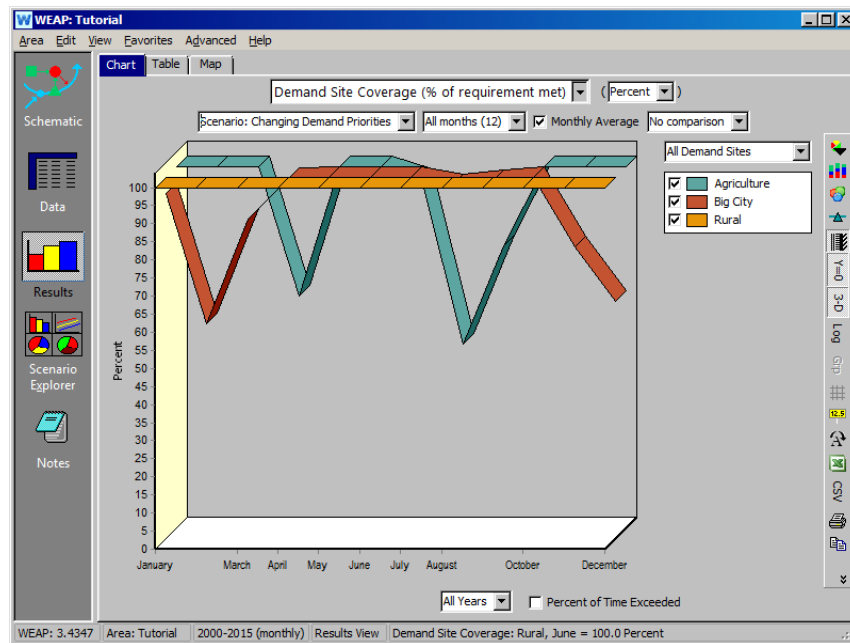 WEAP: Tutorial
Area Edit View Favorites Advanced Help
Chart Table Map
Demand Site Coverage (% of requirement met) (Percent)
Scenario: Changing Demand Priorities All months (12) Monthly Average No comparison
All Demand Sites
Agriculture
Big City
Rural
Schematic
Data
Results
Scenario
Explorer
Notes
Percent
100
95
90
85
80
75
70
65
60
55
50
45
40
35
30
25
20
15
10
5
0
January March April May June July August October December
Y=0
3-D
Log
Grp
12.5
CSV
All Years Percent of Time Exceeded
WEAP: 3.4347 Area: Tutorial 2000-2015 (monthly) Results View Demand Site Coverage: Rural, June = 100.0 Percent